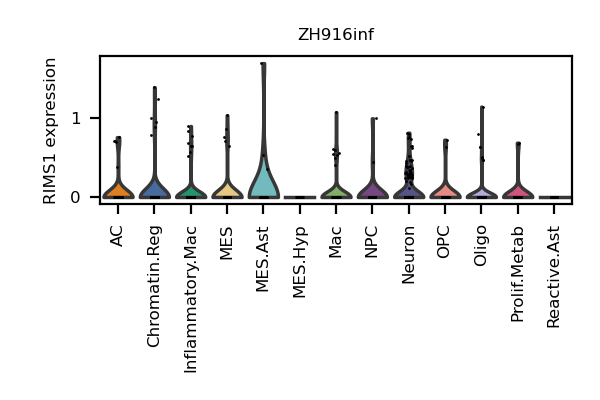 ZH916inf
RIMS1 expression
1
0
AC
Chromatin.Reg
Inflammatory.Mac
MES
MES.Ast
MES.Hyp
Mac
NPC
Neuron
OPC
Oligo
Prolif.Metab
Reactive.Ast